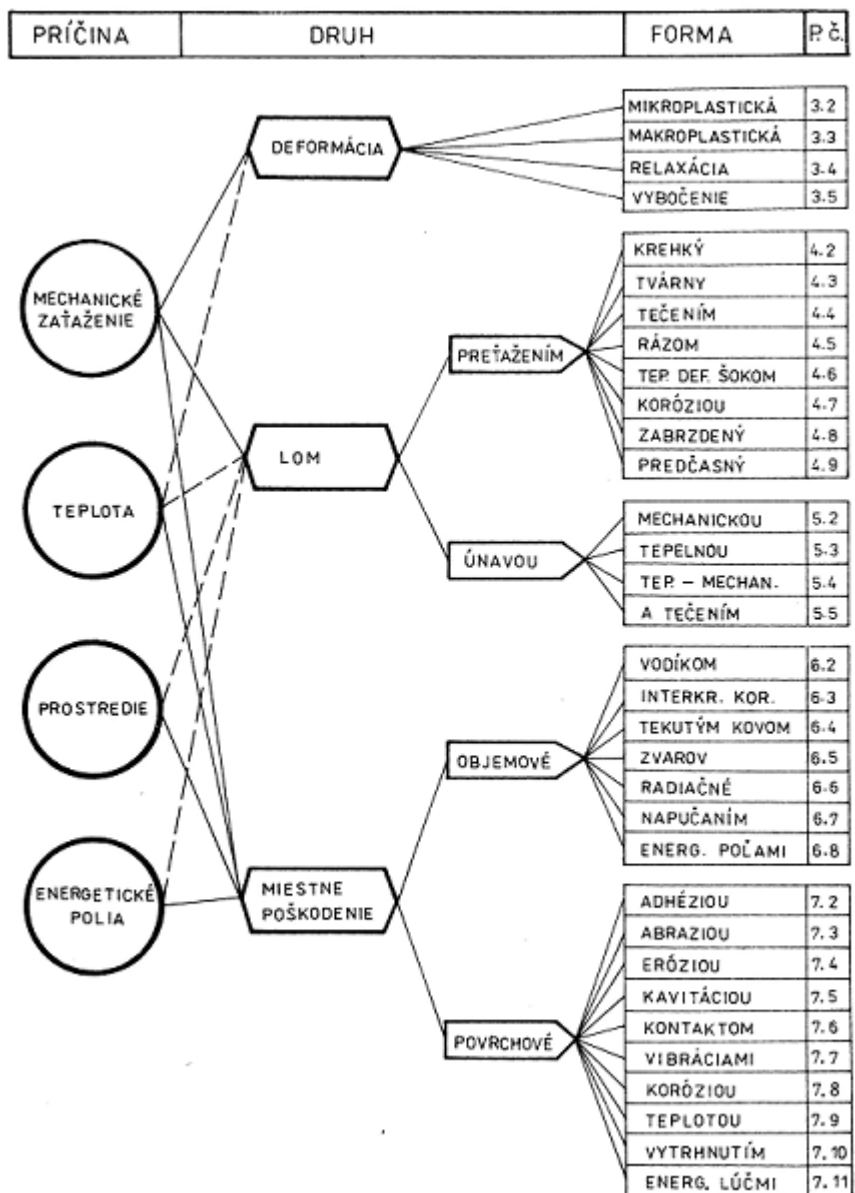 PRÍČINA DRUH FORMA P. č.
DEFORMÁCIA
MIKROPLASTICKÁ 3.2
MAKROPLASTICKÁ 3.3
RELAXÁCIA 3.4
VYBOČENIE 3.5
MECHANICKÉ
ZAŤAŽENIE
TEPLOTA
PROSTREDIE
ENERGETICKÉ
POLIA
LOM
PREŤAŽENÍM
KREHKÝ 4.2
TVÁRNY 4.3
TEČENÍM 4.4
RÁZOM 4.5
TEP. DEF. ŠOKOM 4.6
KORÓZIOU 4.7
ZABRZDENÝ 4.8
PREDČASNÝ 4.9
ÚNAVOU
MECHANICKOU 5.2
TEPELNOU 5.3
TEP. – MECHAN. 5.4
A TEČENÍM 5.5
MIESTNE
POŠKODENIE
OBJEMOVÉ
VODÍKOM 6.2
INTERKR. KOR. 6.3
TEKUTÝM KOVOM 6.4
ZVAROV 6.5
RADIAČNÉ 6.6
NAPUČANÍM 6.7
ENERG. POĽAMI 6.8
POVRCHOVÉ
ADHÉZIOU 7.2
ABRAZIOU 7.3
ERÓZIOU 7.4
KAVITÁCIOU 7.5
KONTAKTOM 7.6
VIBRÁCIAMI 7.7
KORÓZIOU 7.8
TEPLOTOU 7.9
VYTRHNUTÍM 7.10
ENERG. LÚČMI 7.11